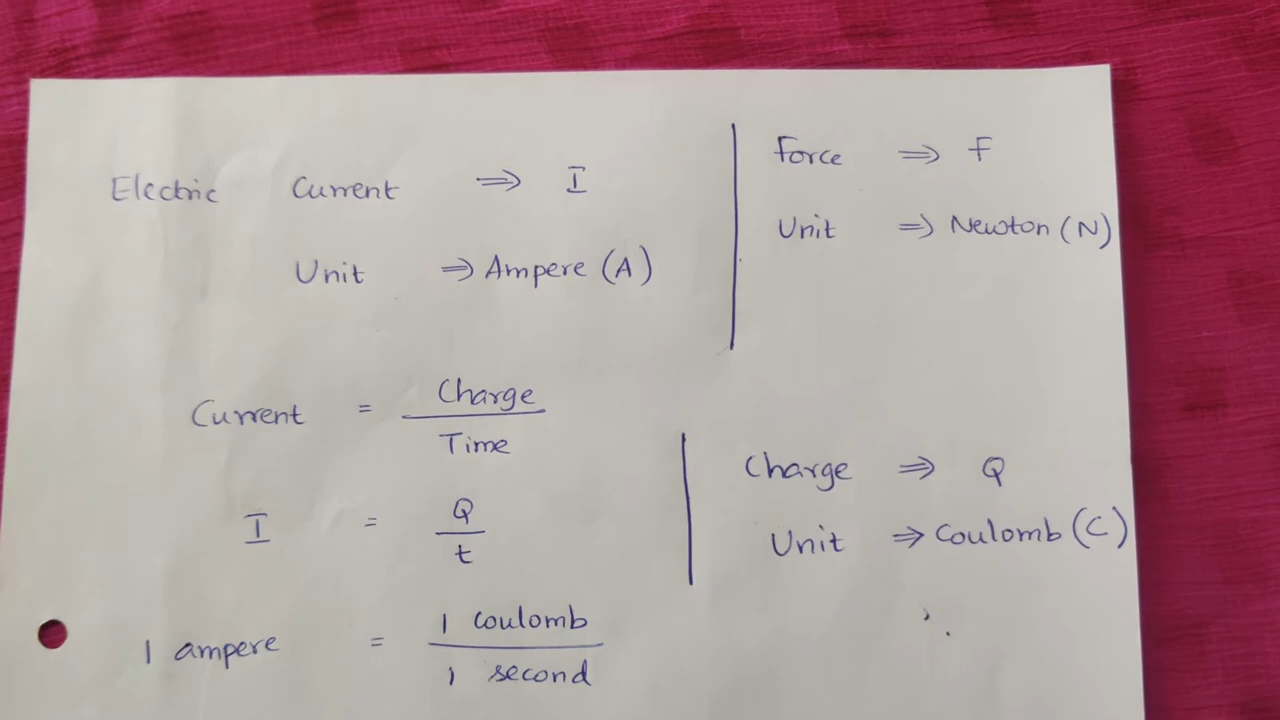 Electric Current ⇒ I
Unit ⇒ Ampere (A)
Force ⇒ F
Unit ⇒ Newton (N)
Current = Charge / Time
I = Q / t
1 ampere = 1 coulomb / 1 second
Charge ⇒ Q
Unit ⇒ Coulomb (C)